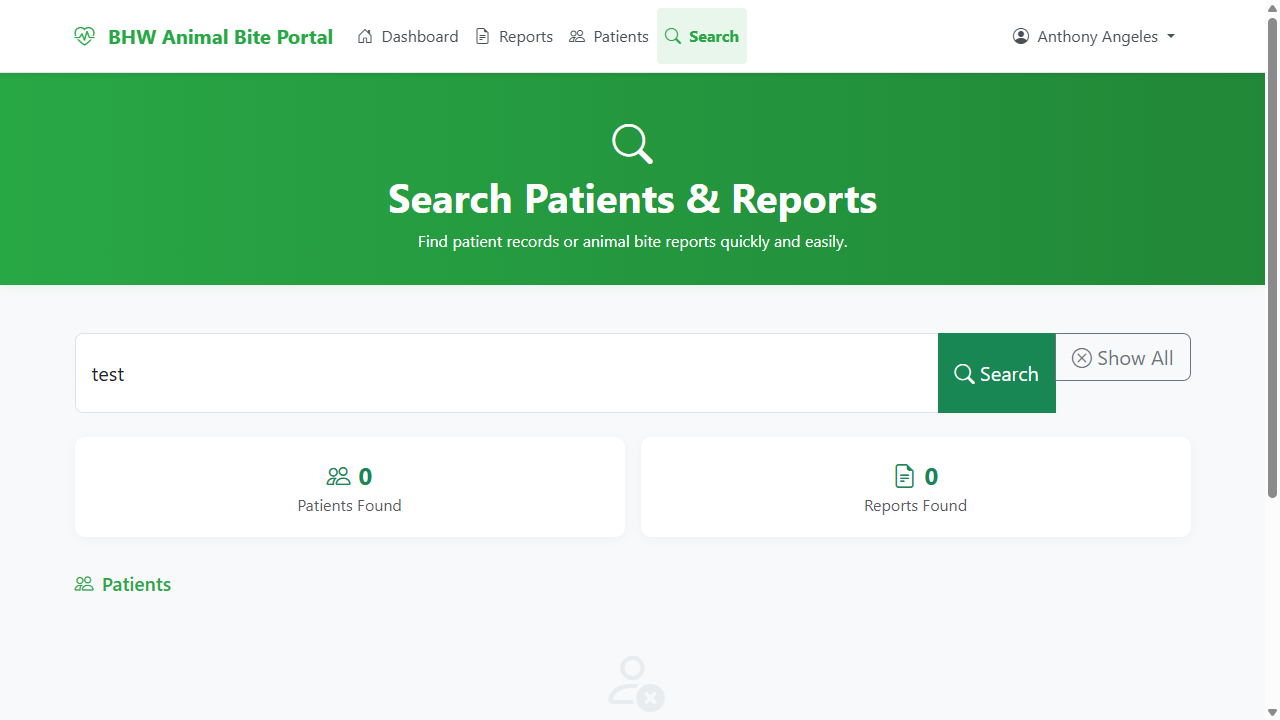 BHW Animal Bite Portal Dashboard Reports Patients Search Anthony Angeles
Search Patients & Reports
Find patient records or animal bite reports quickly and easily.
test Search Show All
0 0
Patients Found Reports Found
Patients